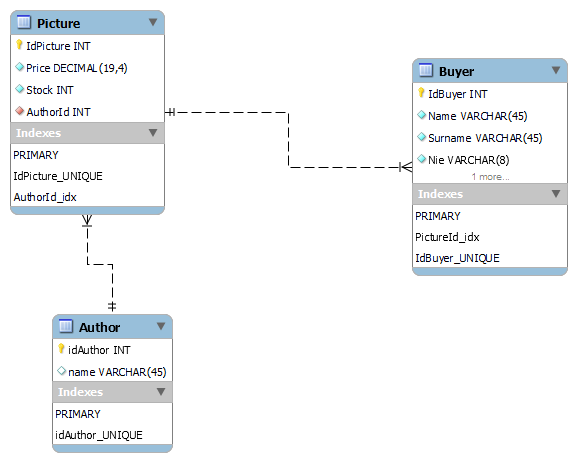 Picture
IdPicture INT
Price DECIMAL(19,4)
Stock INT
AuthorId INT
Indexes
PRIMARY
IdPicture_UNIQUE
AuthorId_idx
Buyer
IdBuyer INT
Name VARCHAR(45)
Surname VARCHAR(45)
Nie VARCHAR(8)
1 more...
Indexes
PRIMARY
PictureId_idx
IdBuyer_UNIQUE
Author
idAuthor INT
name VARCHAR(45)
Indexes
PRIMARY
idAuthor_UNIQUE